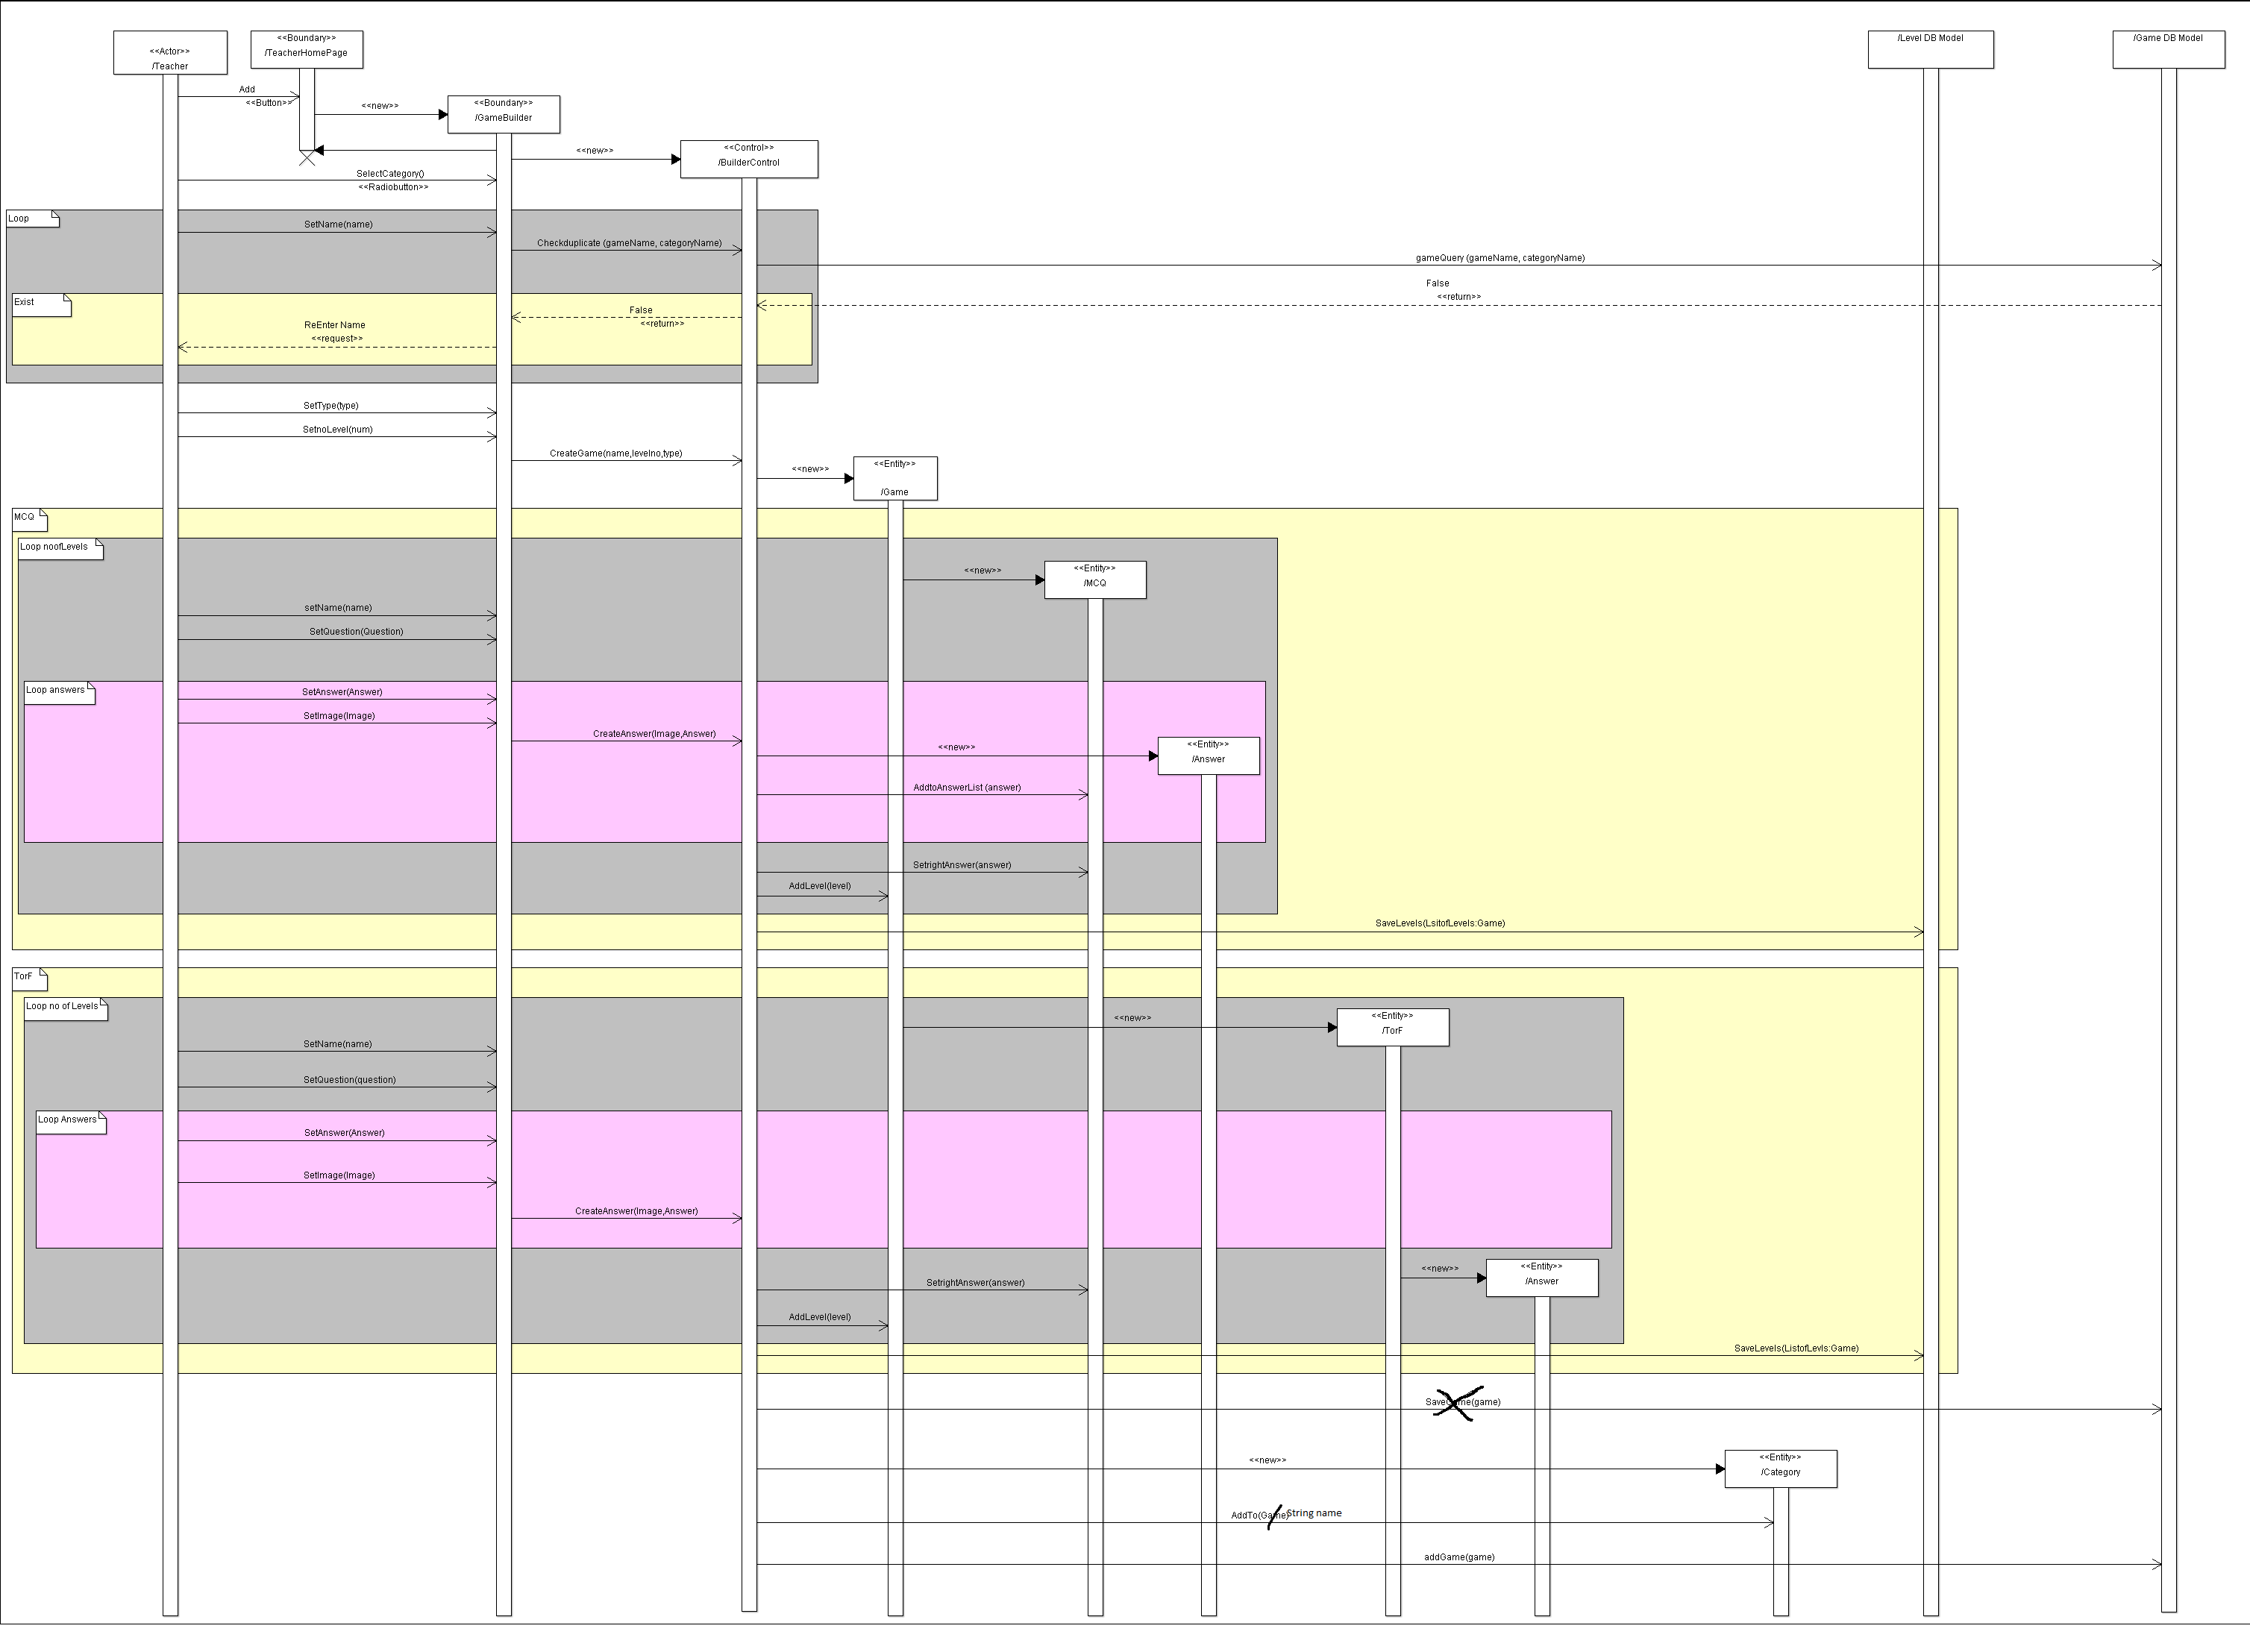 <<Actor>>
/Teacher
<<Boundary>>
/TeacherHomePage
/Level DB Model
/Game DB Model
Add
<<Button>>
<<new>>
<<Boundary>>
/GameBuilder
<<new>>
<<Control>>
/BuilderControl
SelectCategory()
<<Radiobutton>>
Loop
SetName(name)
Checkduplicate (gameName, categoryName)
gameQuery (gameName, categoryName)
False
<<return>>
Exist
False
<<return>>
ReEnter Name
<<request>>
SetType(type)
SetnoLevel(num)
CreateGame(name,levelno,type)
<<new>>
<<Entity>>
/Game
MCQ
Loop noofLevels
<<new>>
<<Entity>>
/MCQ
setName(name)
SetQuestion(Question)
Loop answers
SetAnswer(Answer)
SetImage(Image)
CreateAnswer(Image,Answer)
<<new>>
<<Entity>>
/Answer
AddtoAnswerList (answer)
SetrightAnswer(answer)
AddLevel(level)
SaveLevels(LsitofLevels:Game)
TorF
Loop no of Levels
<<new>>
<<Entity>>
/TorF
SetName(name)
SetQuestion(question)
Loop Answers
SetAnswer(Answer)
SetImage(Image)
CreateAnswer(Image,Answer)
<<new>>
<<Entity>>
/Answer
SetrightAnswer(answer)
AddLevel(level)
SaveLevels(ListofLevls:Game)
SaveGame(game)
<<new>>
<<Entity>>
/Category
AddTo(Game) String name
addGame(game)